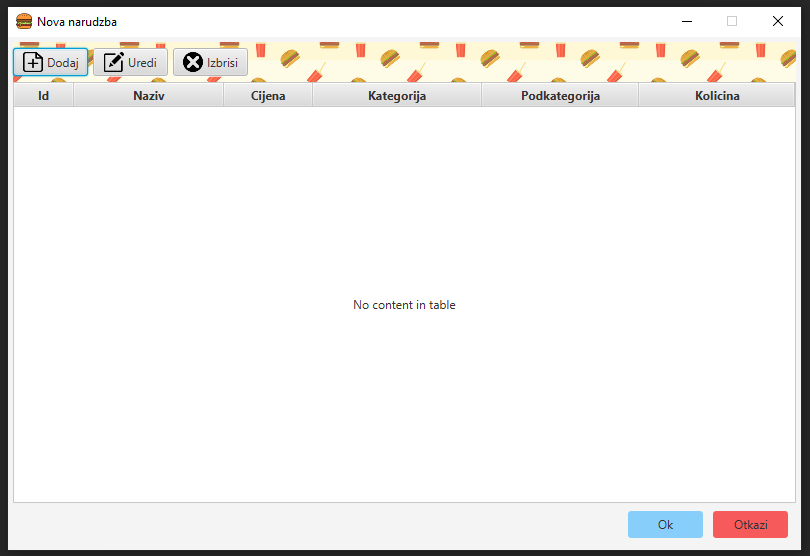 Nova narudzba
Dodaj Uredi Izbrisi
Id Naziv Cijena Kategorija Podkategorija Kolicina
No content in table
Ok Otkazi